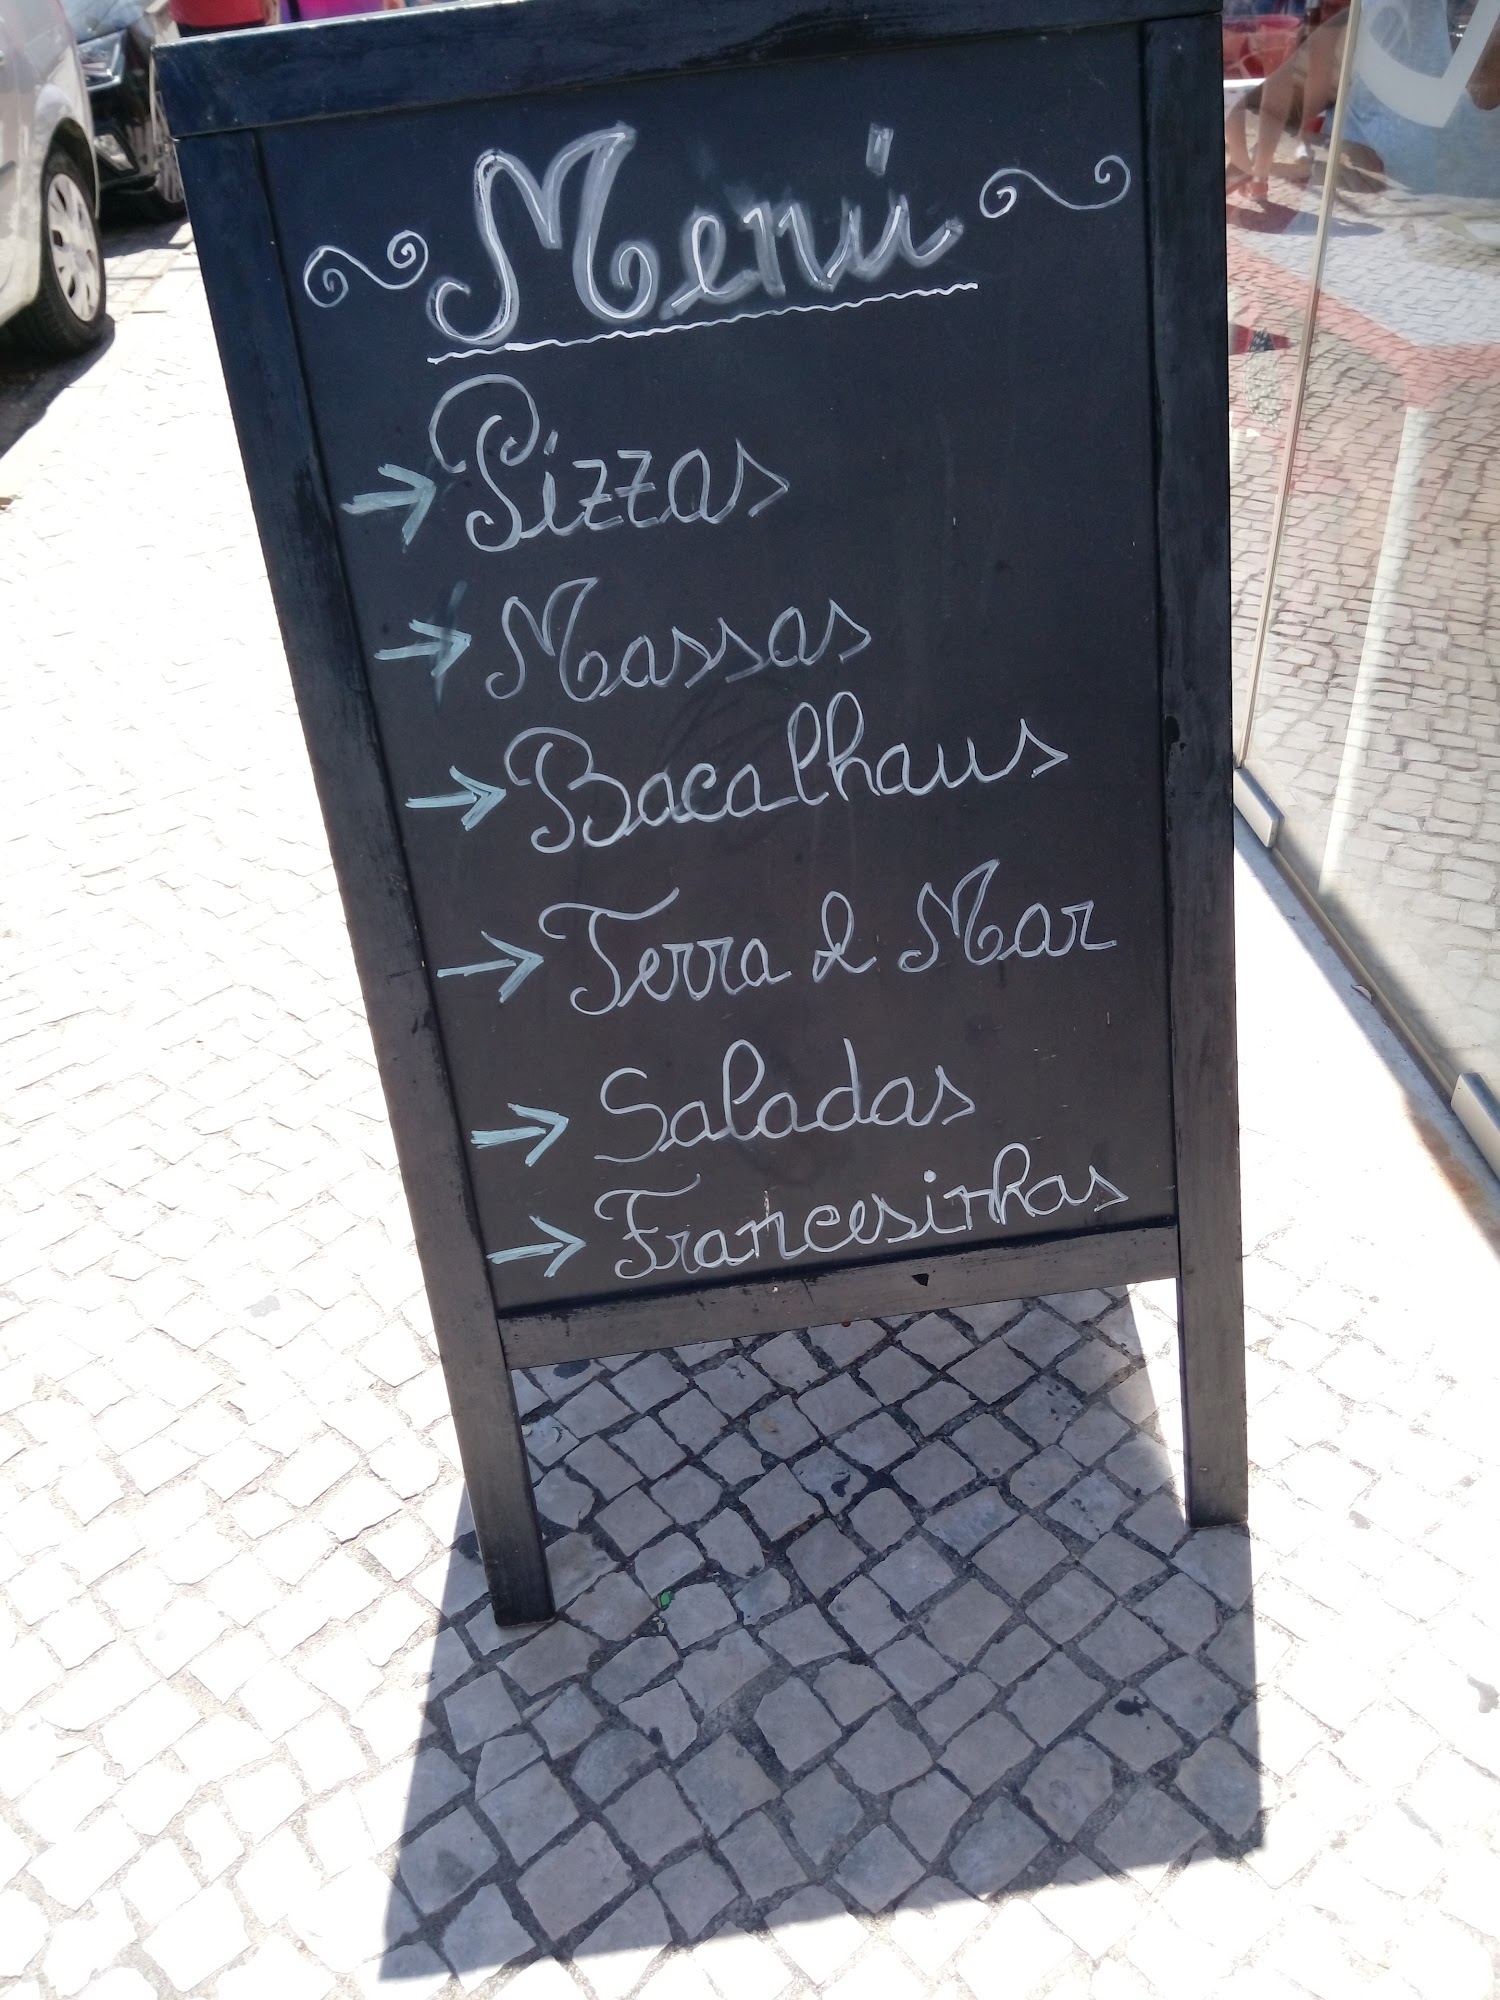 Menú
→ Pizzas
→ Massas
→ Bacalhaus
→ Terra & Mar
→ Saladas
→ Francesinhas